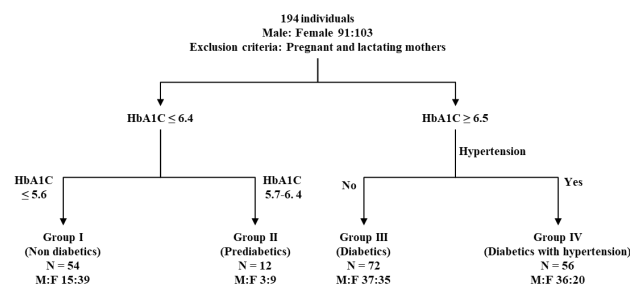 194 individuals
Male: Female 91:103
Exclusion criteria: Pregnant and lactating mothers
HbA1C ≤ 6.4
HbA1C ≥ 6.5
Hypertension
HbA1C
≤ 5.6
HbA1C
5.7-6. 4
No
Yes
Group I
(Non diabetics)
N = 54
M:F 15:39
Group II
(Prediabetics)
N = 12
M:F 3:9
Group III
(Diabetics)
N = 72
M:F 37:35
Group IV
(Diabetics with hypertension)
N = 56
M:F 36:20